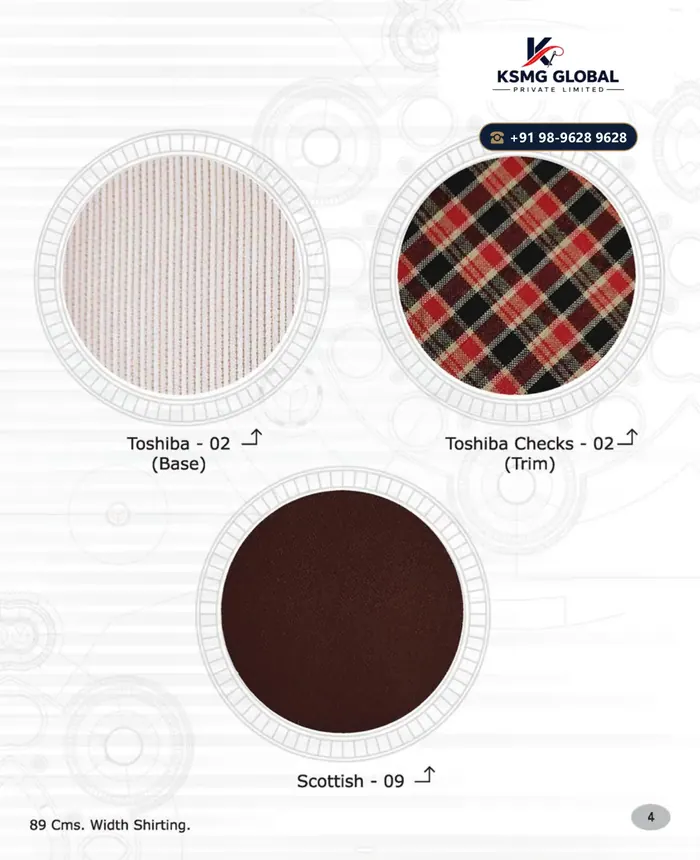 KSMG GLOBAL
PRIVATE LIMITED
+91 98-9628 9628
Toshiba - 02
(Base)
Toshiba Checks - 02
(Trim)
Scottish - 09
89 Cms. Width Shirting.
4